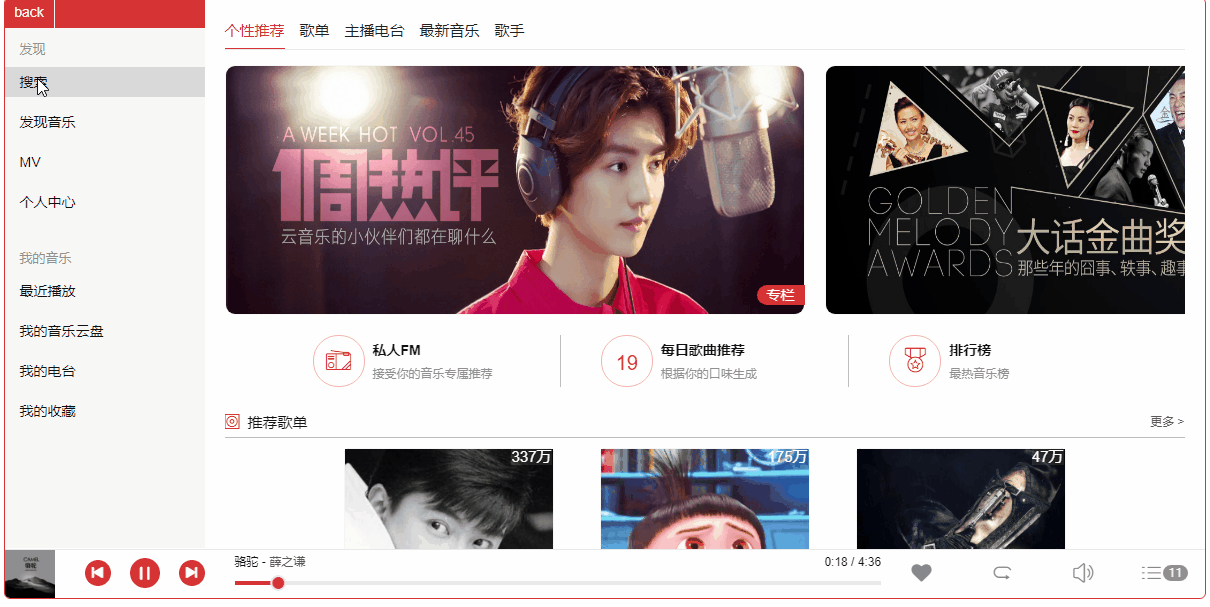 back
发现
搜索
发现音乐
MV
个人中心
我的音乐
最近播放
我的音乐云盘
我的电台
我的收藏
个性推荐 歌单 主播电台 最新音乐 歌手
A WEEK HOT VOL.45
倜热评
云音乐的小伙伴们都在聊什么
专栏
GOLDEN
MELODY
AWARDS
大话金曲奖
那些年的囧事、轶事、趣事
私人FM
接受你的音乐专属推荐
19
每日歌曲推荐
根据你的口味生成
排行榜
最热音乐榜
推荐歌单
更多 >
337万
175万
47万
CAMEL
骆驼
骆驼 - 薛之谦
0:18 / 4:36
11